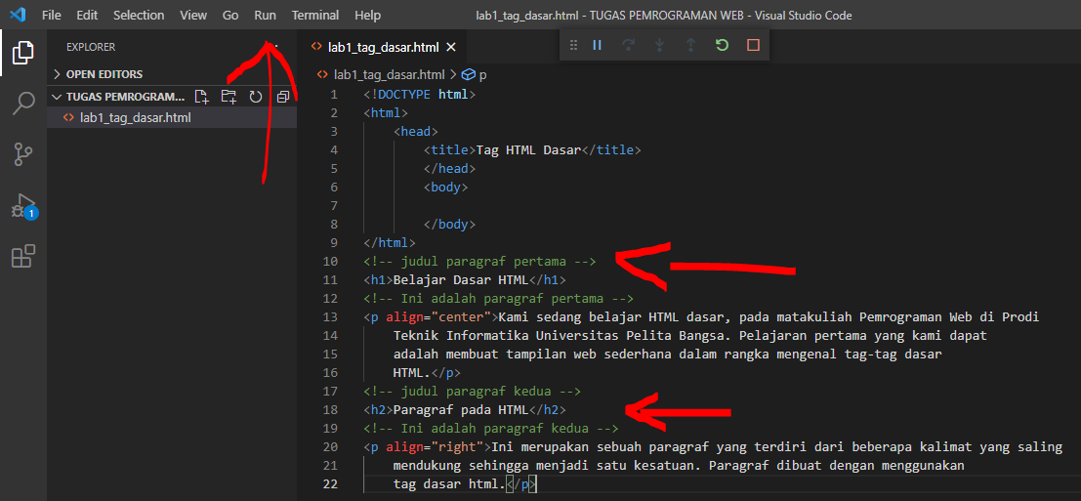 File Edit Selection View Go Run Terminal Help lab1_tag_dasar.html - TUGAS PEMROGRAMAN WEB - Visual Studio Code
EXPLORER
OPEN EDITORS
TUGAS PEMROGRAM...
lab1_tag_dasar.html
1
lab1_tag_dasar.html
lab1_tag_dasar.html > p
1 <!DOCTYPE html>
2 <html>
3 <head>
4 <title>Tag HTML Dasar</title>
5 </head>
6 <body>
7
8 </body>
9 </html>
10 <!-- judul paragraf pertama -->
11 <h1>Belajar Dasar HTML</h1>
12 <!-- Ini adalah paragraf pertama -->
13 <p align="center">Kami sedang belajar HTML dasar, pada matakuliah Pemrograman Web di Prodi
14 Teknik Informatika Universitas Pelita Bangsa. Pelajaran pertama yang kami dapat
15 adalah membuat tampilan web sederhana dalam rangka mengenal tag-tag dasar
16 HTML.</p>
17 <!-- judul paragraf kedua -->
18 <h2>Paragraf pada HTML</h2>
19 <!-- Ini adalah paragraf kedua -->
20 <p align="right">Ini merupakan sebuah paragraf yang terdiri dari beberapa kalimat yang saling
21 mendukung sehingga menjadi satu kesatuan. Paragraf dibuat dengan menggunakan
22 tag dasar html.</p>